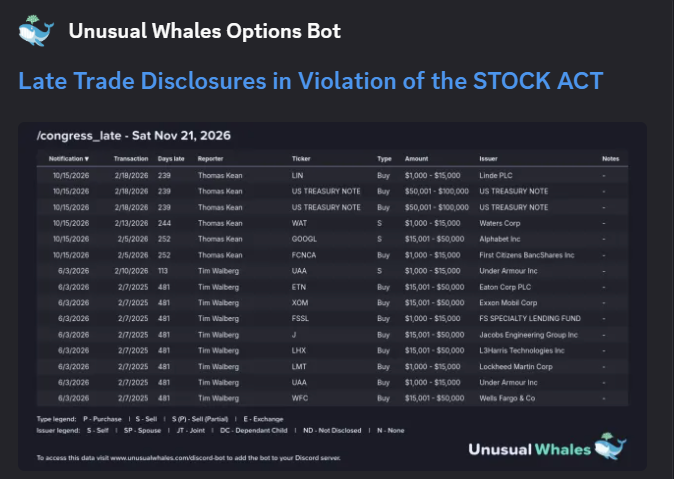 Unusual Whales Options Bot
Late Trade Disclosures in Violation of the STOCK ACT
/congress_late - Sat Nov 21, 2026
Notification ▼ Transaction Days late Reporter Ticker Type Amount Issuer Notes
10/15/2026 2/18/2026 239 Thomas Kean LIN Buy $1,000 - $15,000 Linde PLC -
10/15/2026 2/18/2026 239 Thomas Kean US TREASURY NOTE Buy $50,001 - $100,000 US TREASURY NOTE -
10/15/2026 2/18/2026 239 Thomas Kean US TREASURY NOTE Buy $50,001 - $100,000 US TREASURY NOTE -
10/15/2026 2/13/2026 244 Thomas Kean WAT S $1,000 - $15,000 Waters Corp -
10/15/2026 2/5/2026 252 Thomas Kean GOOGL S $15,001 - $50,000 Alphabet Inc -
10/15/2026 2/5/2026 252 Thomas Kean FCNCA Buy $1,000 - $15,000 First Citizens BancShares Inc -
6/3/2026 2/10/2026 113 Tim Walberg UAA S $1,000 - $15,000 Under Armour Inc -
6/3/2026 2/7/2025 481 Tim Walberg ETN Buy $15,001 - $50,000 Eaton Corp PLC -
6/3/2026 2/7/2025 481 Tim Walberg XOM Buy $15,001 - $50,000 Exxon Mobil Corp -
6/3/2026 2/7/2025 481 Tim Walberg FSSL Buy $1,000 - $15,000 FS SPECIALTY LENDING FUND -
6/3/2026 2/7/2025 481 Tim Walberg J Buy $15,001 - $50,000 Jacobs Engineering Group Inc -
6/3/2026 2/7/2025 481 Tim Walberg LHX Buy $15,001 - $50,000 L3Harris Technologies Inc -
6/3/2026 2/7/2025 481 Tim Walberg LMT Buy $1,000 - $15,000 Lockheed Martin Corp -
6/3/2026 2/7/2025 481 Tim Walberg UAA Buy $1,000 - $15,000 Under Armour Inc -
6/3/2026 2/7/2025 481 Tim Walberg WFC Buy $15,001 - $50,000 Wells Fargo & Co -
Type legend: P - Purchase | S - Sell | S (P) - Sell (Partial) | E - Exchange
Issuer legend: S - Self | SP - Spouse | JT - Joint | DC - Dependant Child | ND - Not Disclosed | N - None
Unusual Whales
To access this data visit www.unusualwhales.com/discord-bot to add the bot to your Discord server.